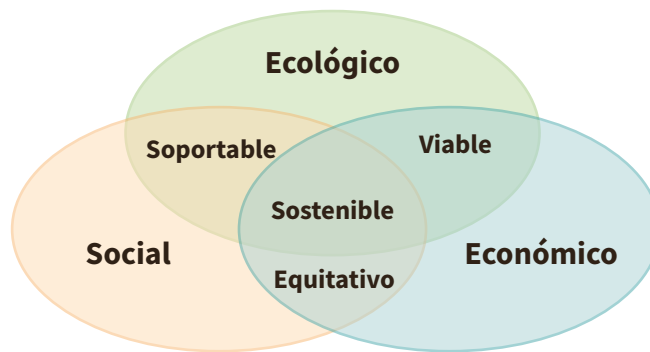 Ecológico
Soportable
Viable
Sostenible
Social
Económico
Equitativo